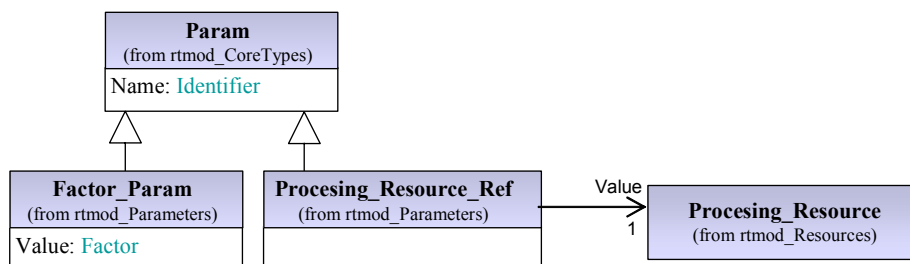 Param
(from rtmod_CoreTypes)
Name: Identifier
Factor_Param
(from rtmod_Parameters)
Value: Factor
Procesing_Resource_Ref
(from rtmod_Parameters)
Value
1
Procesing_Resource
(from rtmod_Resources)